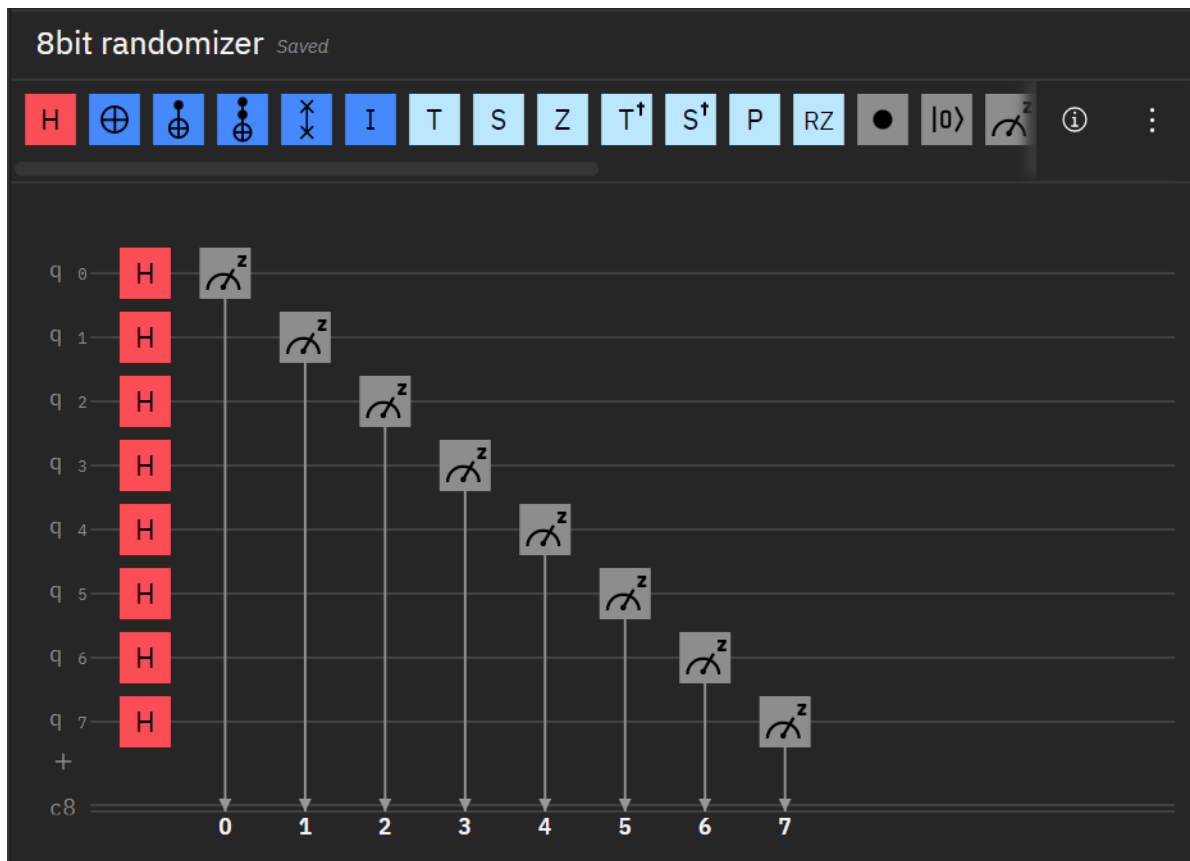 8bit randomizer Saved
H I T S Z T† S† P RZ |0⟩ z
q 0 H z
q 1 H z
q 2 H z
q 3 H z
q 4 H z
q 5 H z
q 6 H z
q 7 H z
+
c8
0 1 2 3 4 5 6 7